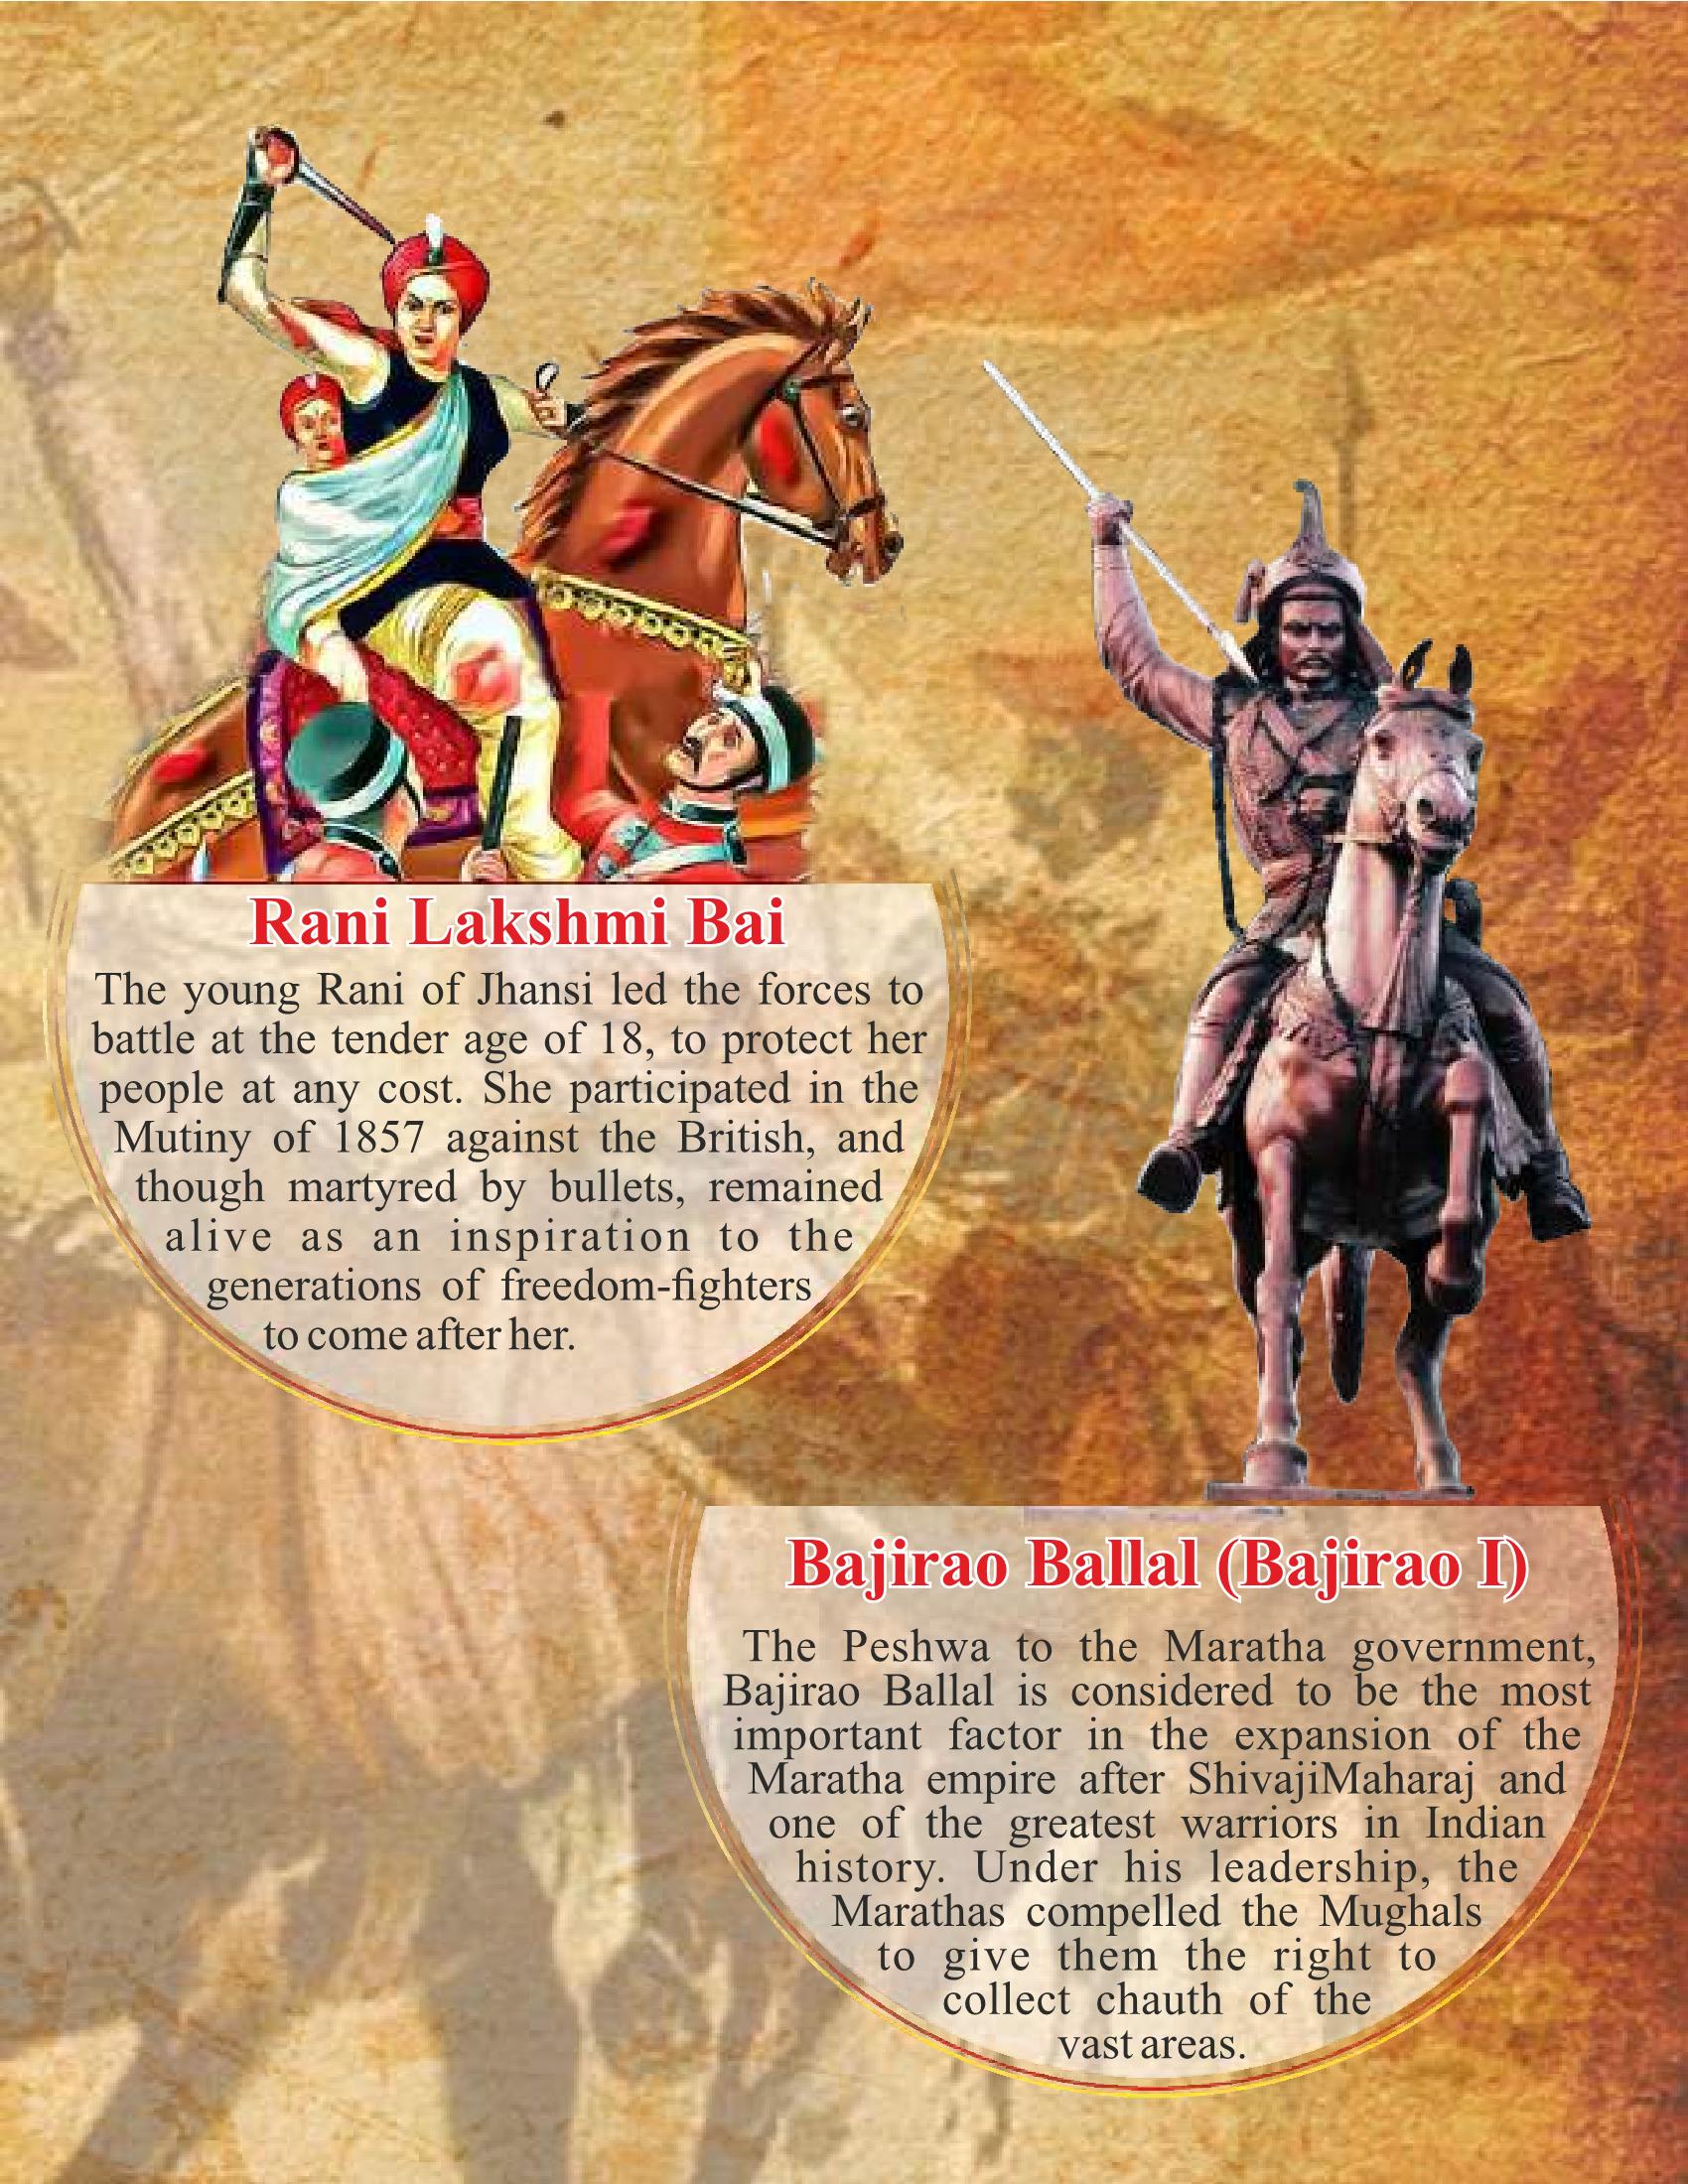 Rani Lakshmi Bai
The young Rani of Jhansi led the forces to
battle at the tender age of 18, to protect her
people at any cost. She participated in the
Mutiny of 1857 against the British, and
though martyred by bullets, remained
alive as an inspiration to the
generations of freedom-fighters
to come after her.
Bajirao Ballal (Bajirao I)
The Peshwa to the Maratha government,
Bajirao Ballal is considered to be the most
important factor in the expansion of the
Maratha empire after ShivajiMaharaj and
one of the greatest warriors in Indian
history. Under his leadership, the
Marathas compelled the Mughals
to give them the right to
collect chauth of the
vast areas.